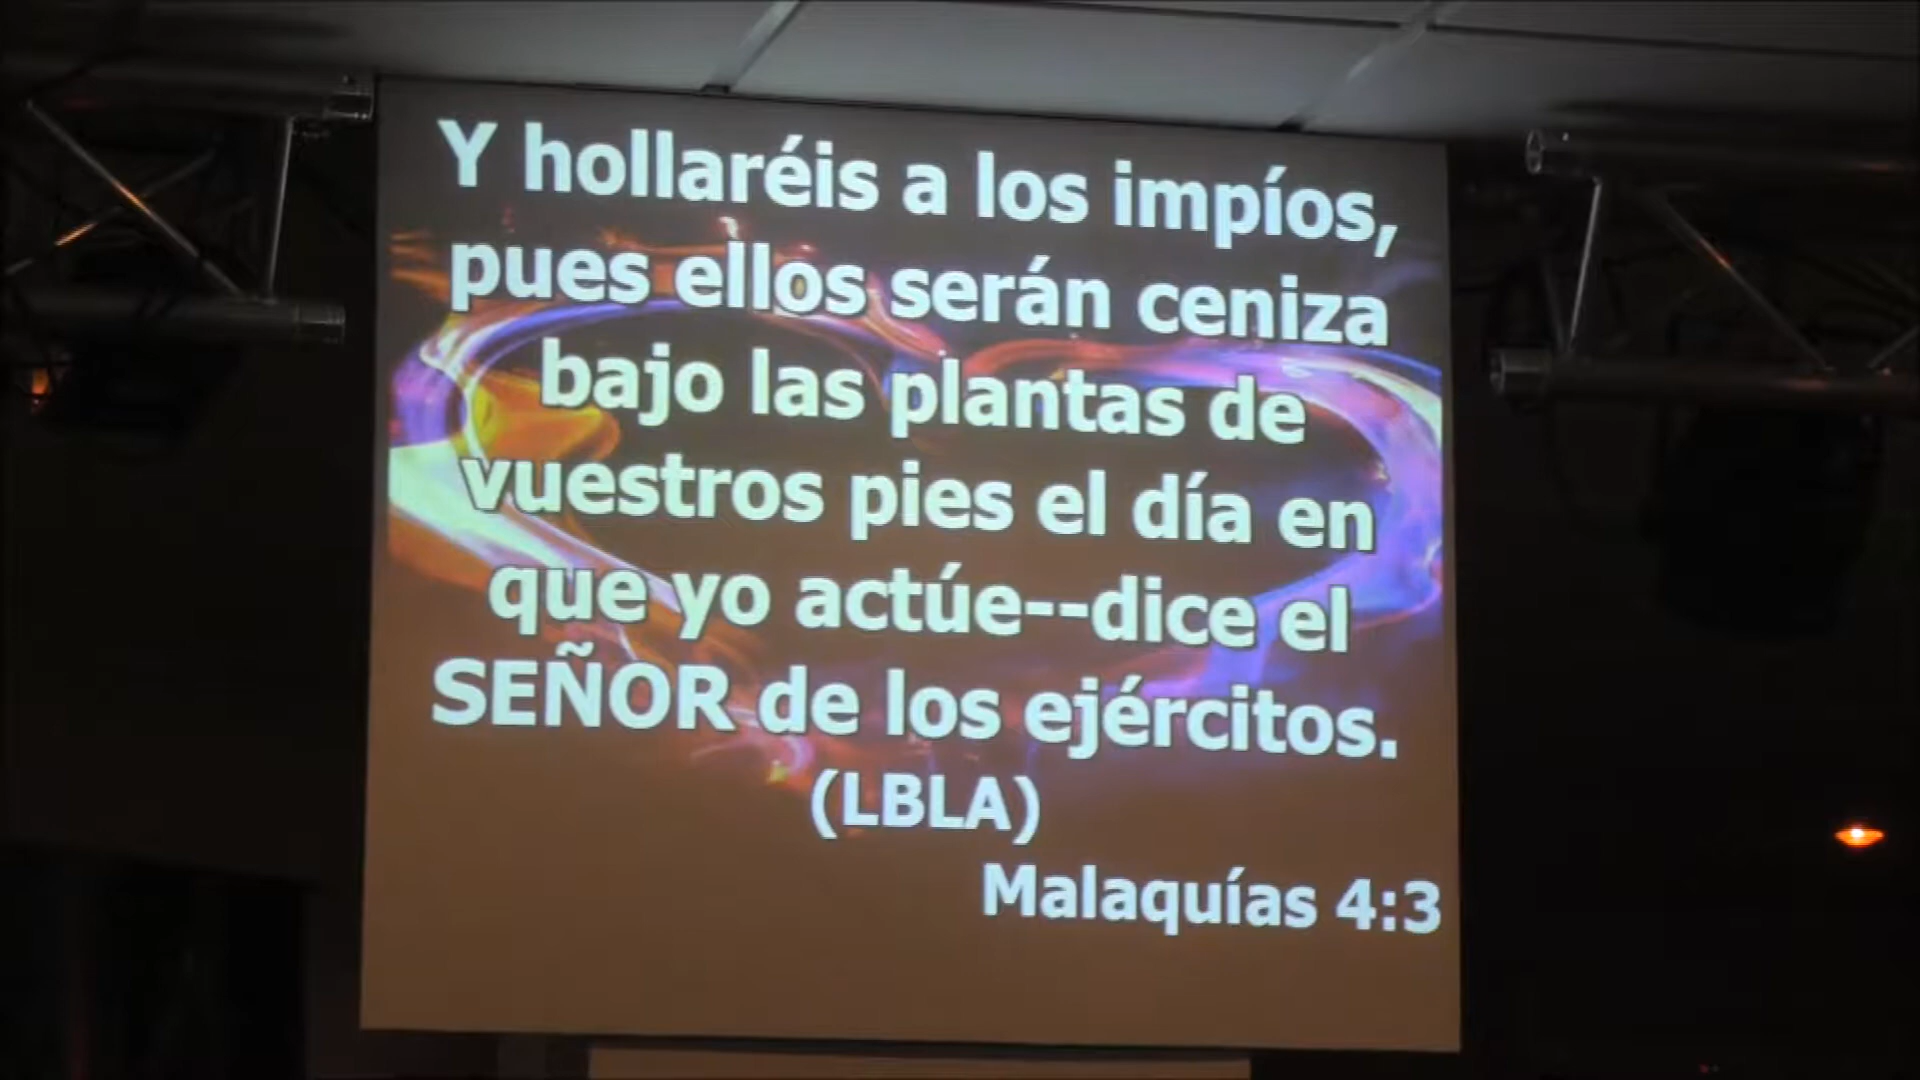 Y hollaréis a los impíos,
pues ellos serán ceniza
bajo las plantas de
vuestros pies el día en
que yo actúe--dice el
SEÑOR de los ejércitos.
(LBLA)
Malaquías 4:3